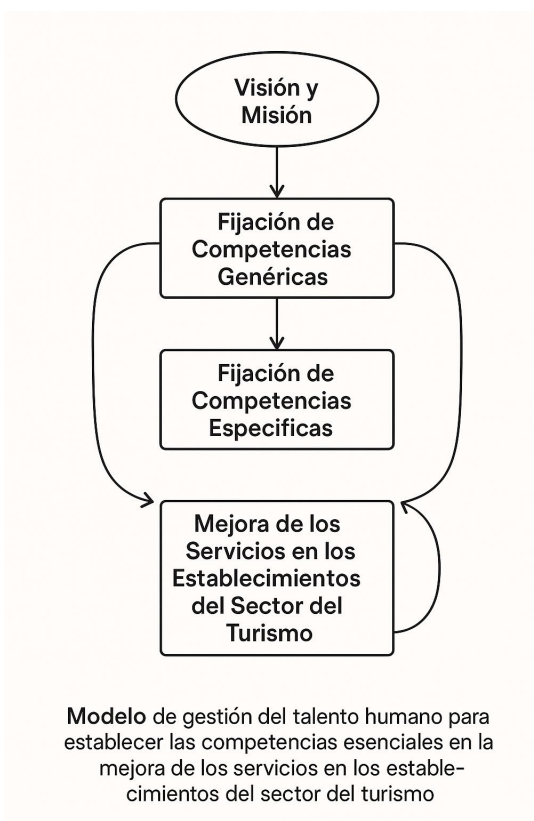 Visión y
Misión
Fijación de
Competencias
Genéricas
Fijación de
Competencias
Especificas
Mejora de los
Servicios en los
Establecimientos
del Sector del
Turismo
Modelo de gestión del talento humano para
establecer las competencias esenciales en la
mejora de los servicios en los estable-
cimientos del sector del turismo